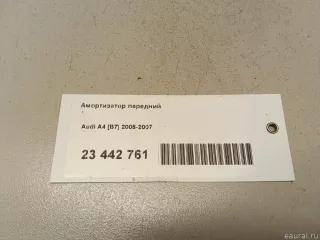 Амортизатор передний
Audi A4 [B7] 2005-2007
23 442 761
eaural.ru